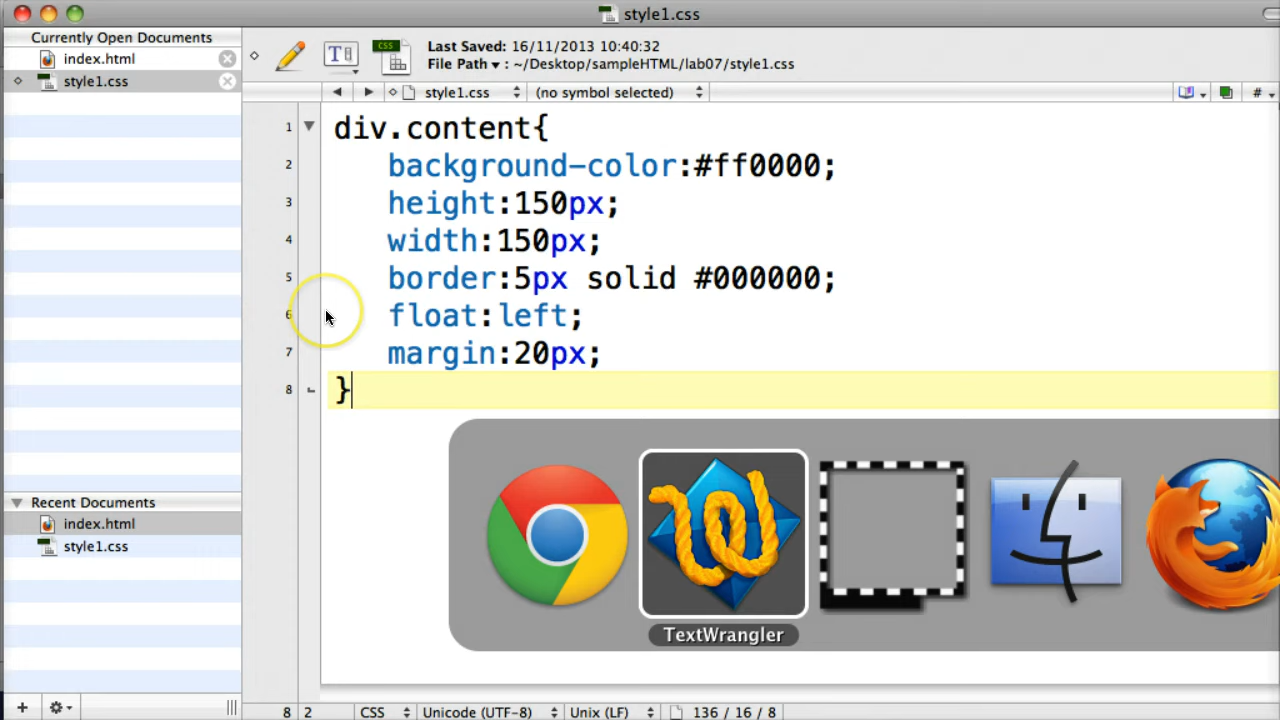 style1.css
Currently Open Documents
index.html
style1.css
Last Saved: 16/11/2013 10:40:32
File Path ▾ : ~/Desktop/sampleHTML/lab07/style1.css
style1.css
(no symbol selected)
#
1 div.content{
2 background-color:#ff0000;
3 height:150px;
4 width:150px;
5 border:5px solid #000000;
6 float:left;
7 margin:20px;
8 }
TextWrangler
Recent Documents
index.html
style1.css
8 2 CSS Unicode (UTF-8) Unix (LF) 136 / 16 / 8